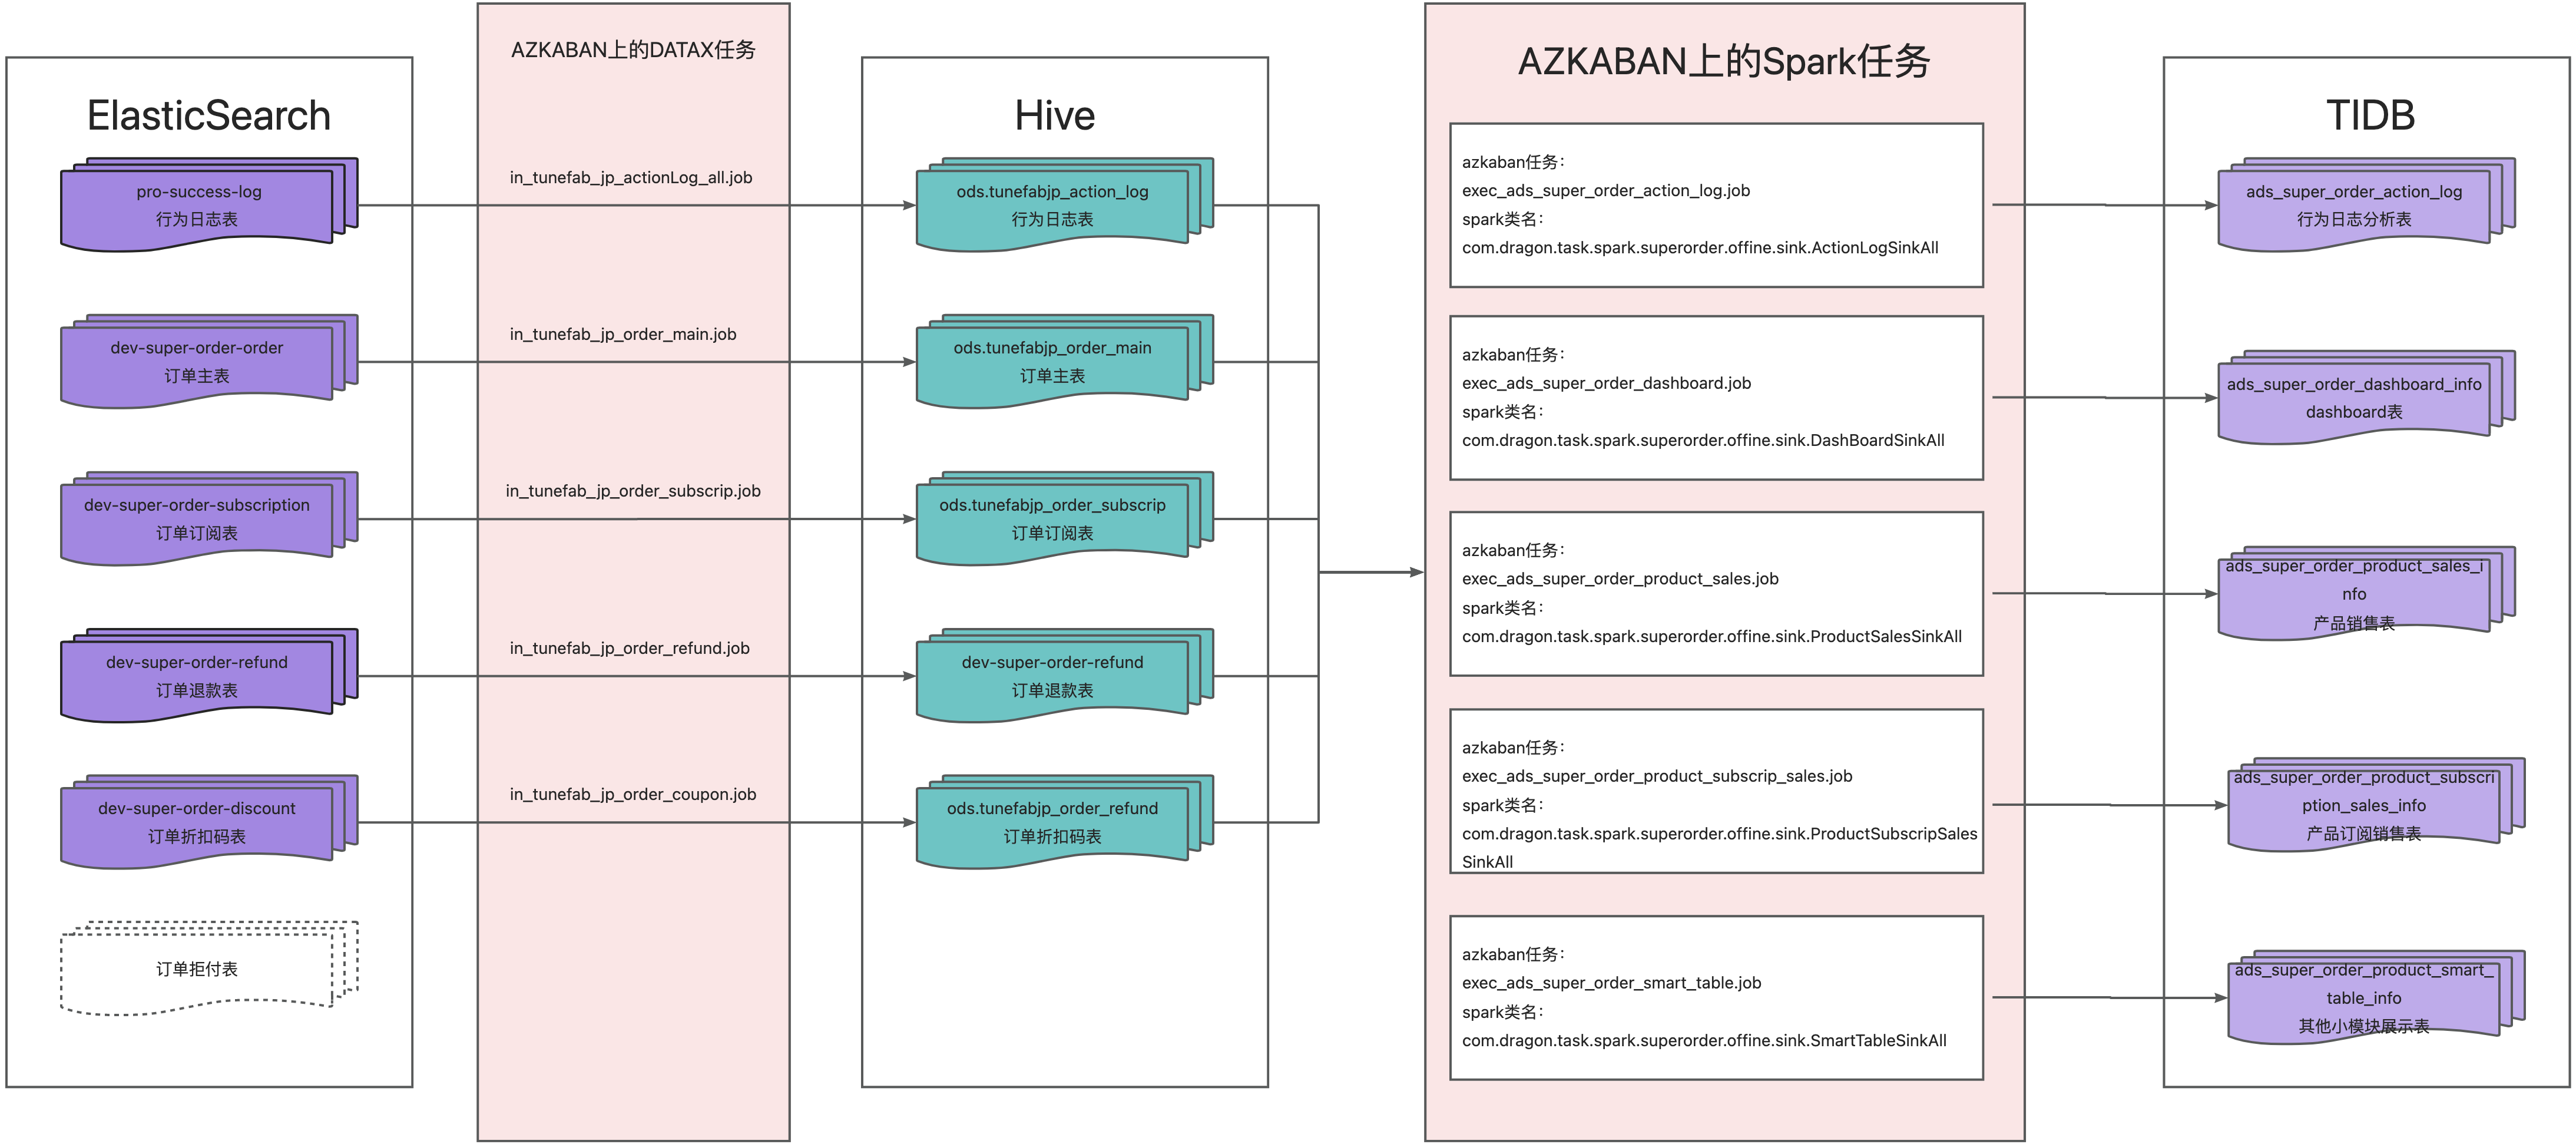 ElasticSearch
pro-success-log
行为日志表
dev-super-order-order
订单主表
dev-super-order-subscription
订单订阅表
dev-super-order-refund
订单退款表
dev-super-order-discount
订单折扣码表
订单拒付表
AZKABAN上的DATAX任务
in_tunefab_jp_actionLog_all.job
in_tunefab_jp_order_main.job
in_tunefab_jp_order_subscrip.job
in_tunefab_jp_order_refund.job
in_tunefab_jp_order_coupon.job
Hive
ods.tunefabjp_action_log
行为日志表
ods.tunefabjp_order_main
订单主表
ods.tunefabjp_order_subscrip
订单订阅表
dev-super-order-refund
订单退款表
ods.tunefabjp_order_refund
订单折扣码表
AZKABAN上的Spark任务
azkaban任务：
exec_ads_super_order_action_log.job
spark类名：
com.dragon.task.spark.superorder.offine.sink.ActionLogSinkAll
azkaban任务：
exec_ads_super_order_dashboard.job
spark类名：
com.dragon.task.spark.superorder.offine.sink.DashBoardSinkAll
azkaban任务：
exec_ads_super_order_product_sales.job
spark类名：
com.dragon.task.spark.superorder.offine.sink.ProductSalesSinkAll
azkaban任务：
exec_ads_super_order_product_subscrip_sales.job
spark类名：
com.dragon.task.spark.superorder.offine.sink.ProductSubscripSales
SinkAll
azkaban任务：
exec_ads_super_order_smart_table.job
spark类名：
com.dragon.task.spark.superorder.offine.sink.SmartTableSinkAll
TIDB
ads_super_order_action_log
行为日志分析表
ads_super_order_dashboard_info
dashboard表
ads_super_order_product_sales_i
nfo
产品销售表
ads_super_order_product_subscri
ption_sales_info
产品订阅销售表
ads_super_order_product_smart_
table_info
其他小模块展示表